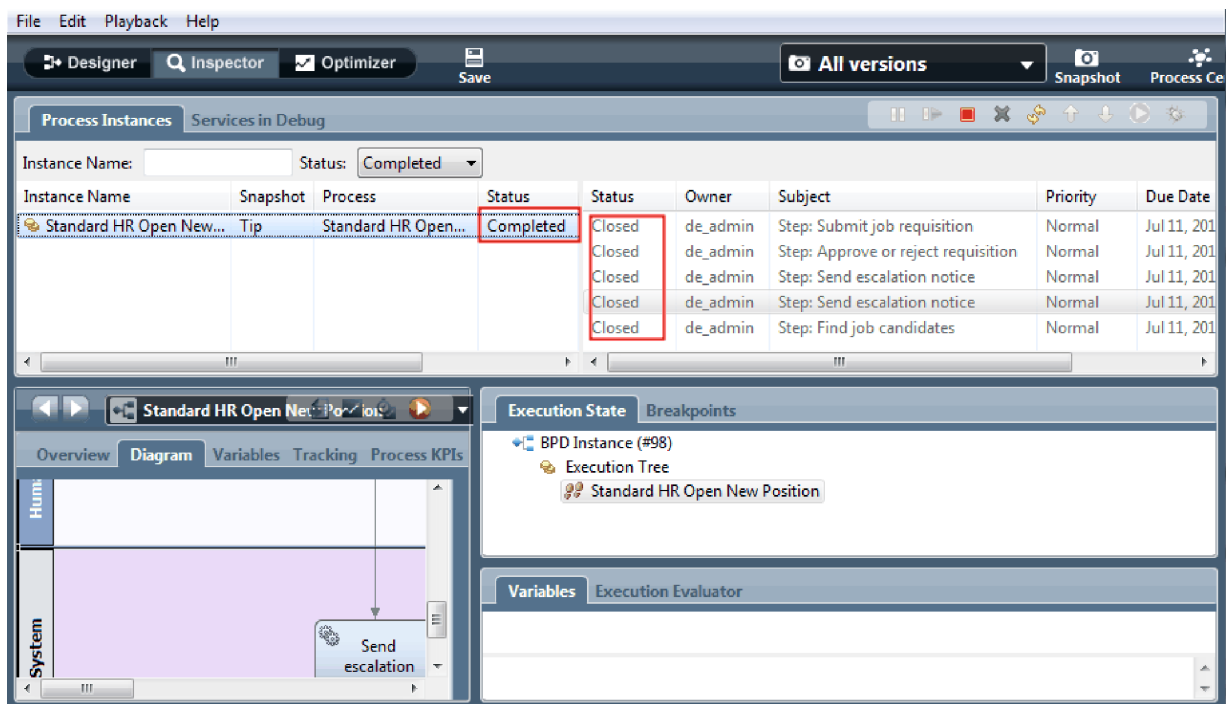 File Edit Playback Help
Designer Inspector Optimizer Save All versions Snapshot Process Ce
Process Instances Services in Debug
Instance Name: Status: Completed
Instance Name Snapshot Process Status Status Owner Subject Priority Due Date
Standard HR Open New... Tip Standard HR Open... Completed Closed de_admin Step: Submit job requisition Normal Jul 11, 201
Closed de_admin Step: Approve or reject requisition Normal Jul 11, 201
Closed de_admin Step: Send escalation notice Normal Jul 11, 201
Closed de_admin Step: Send escalation notice Normal Jul 11, 201
Closed de_admin Step: Find job candidates Normal Jul 11, 201
Standard HR Open New Position
Overview Diagram Variables Tracking Process KPIs
Huma
System
Send
escalation
Execution State Breakpoints
BPD Instance (#98)
Execution Tree
Standard HR Open New Position
Variables Execution Evaluator